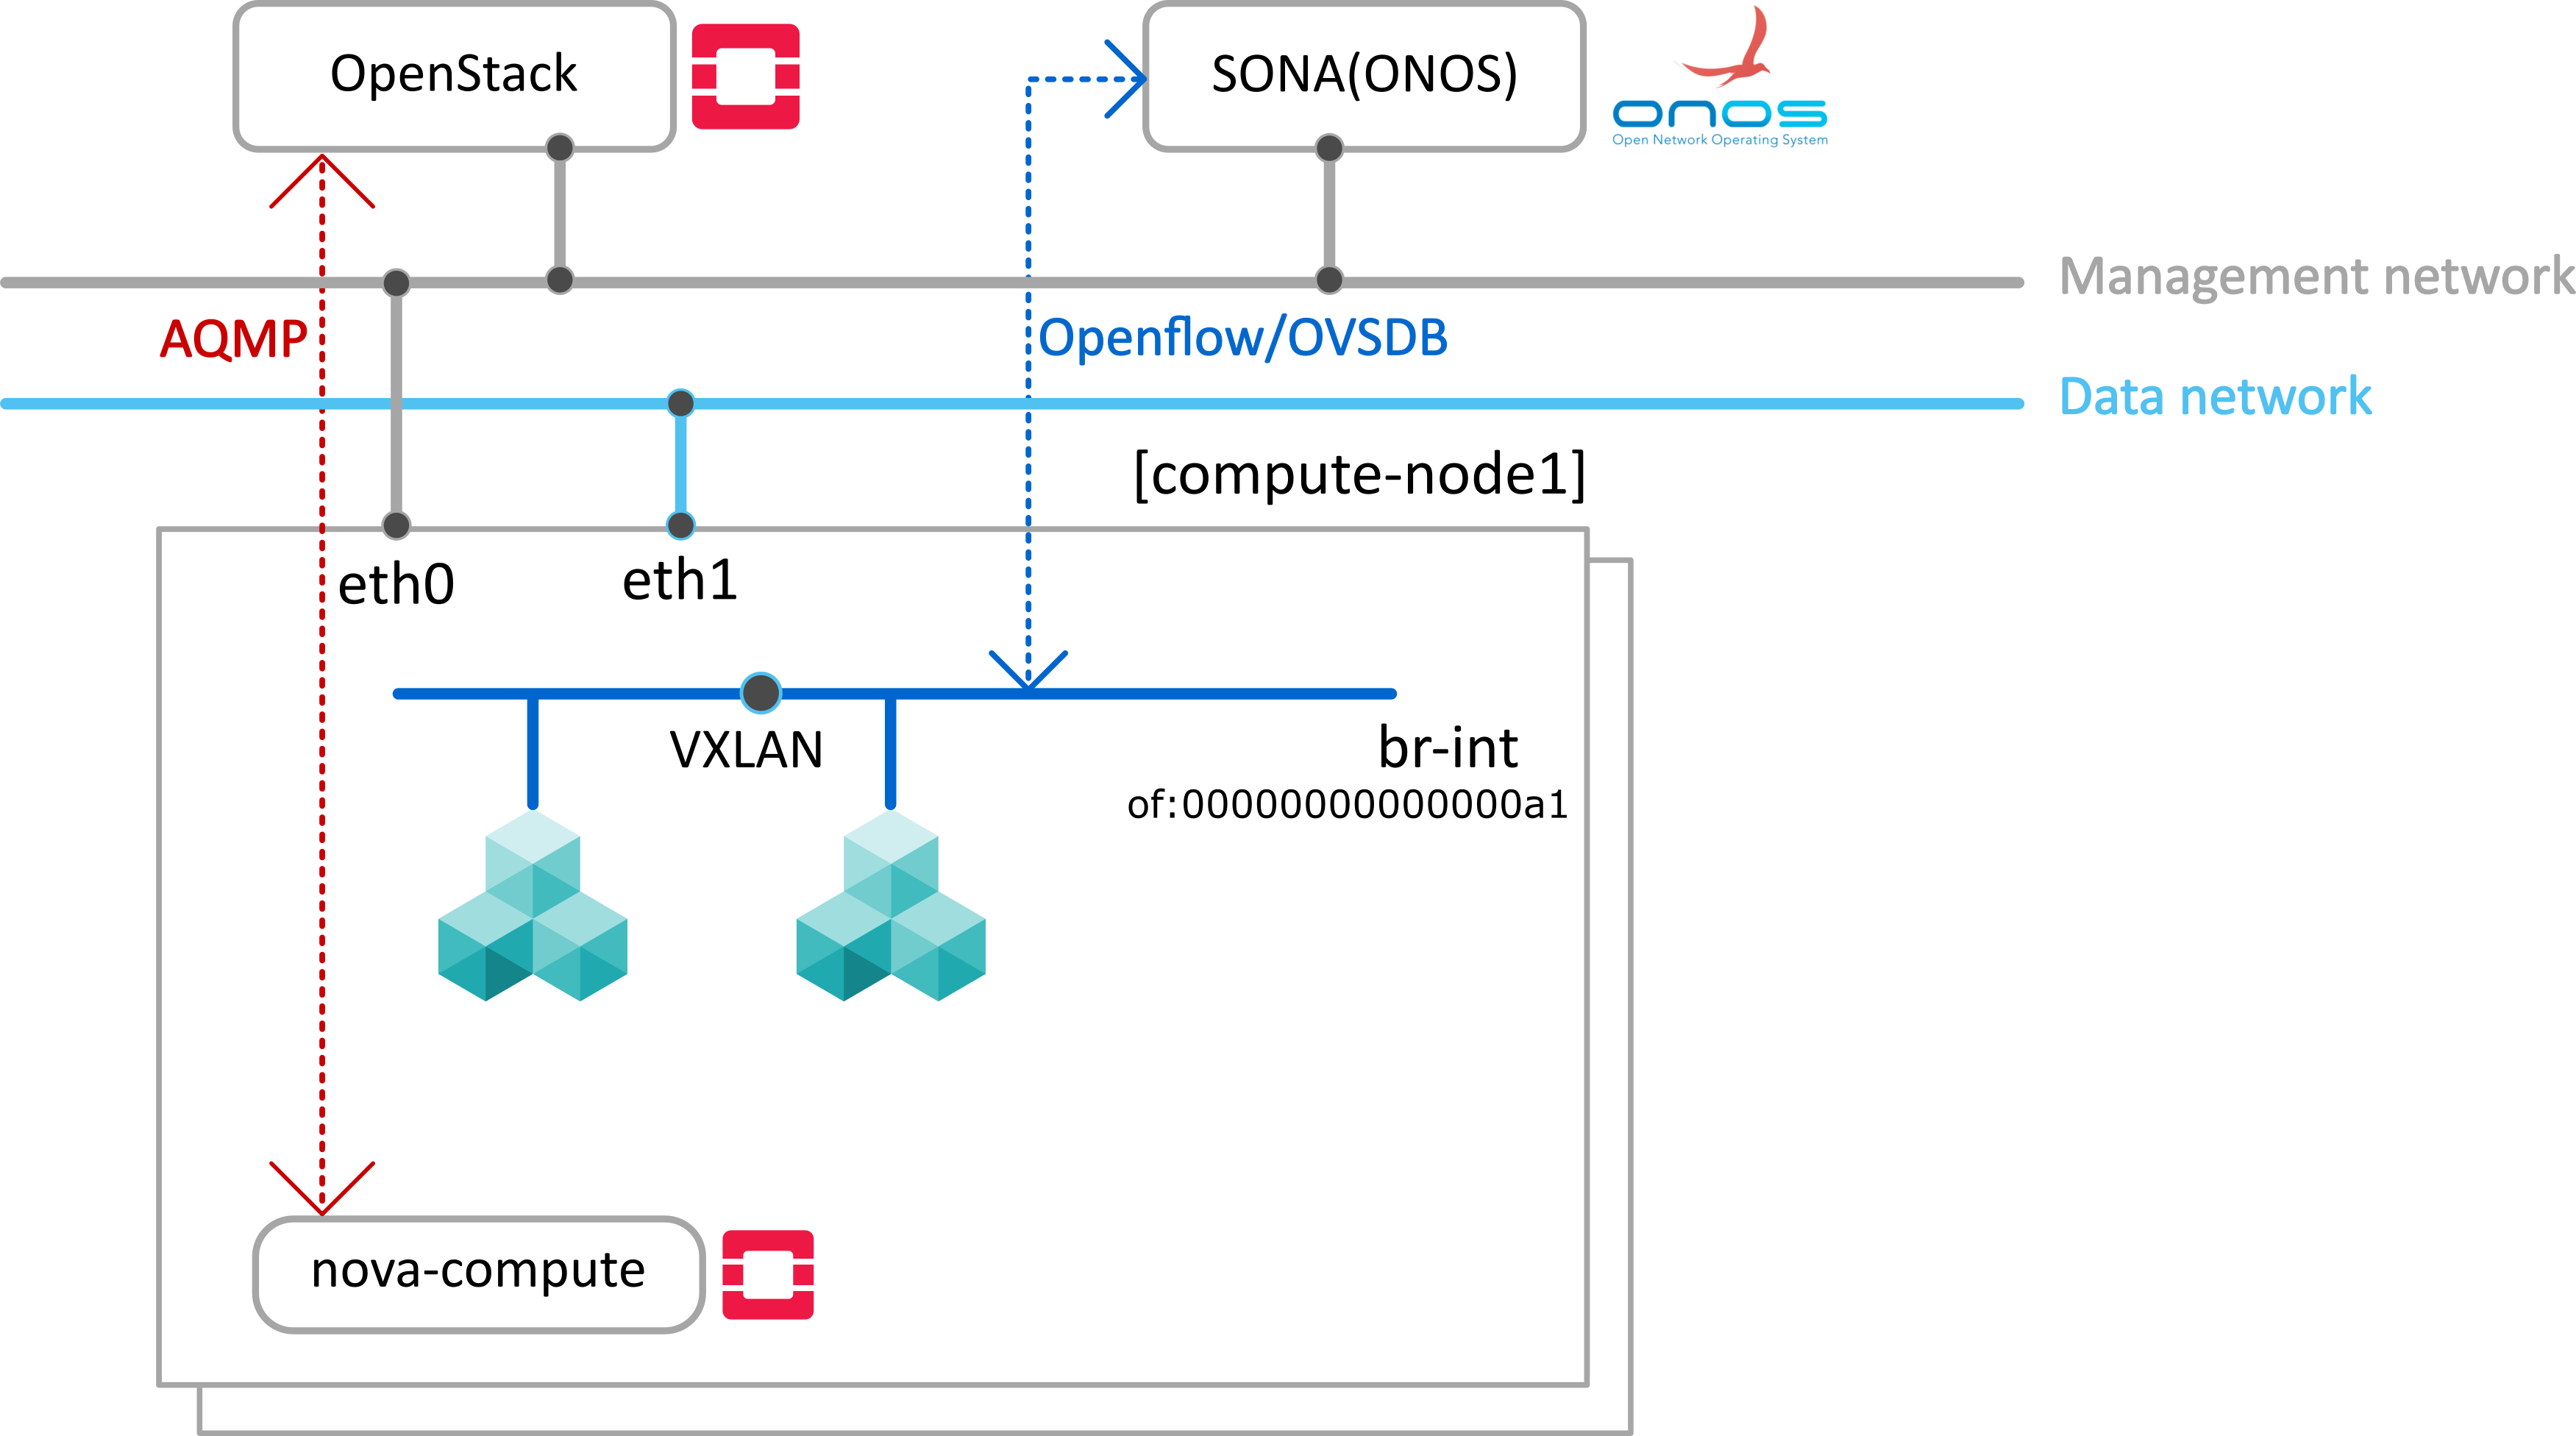 OpenStack
SONA(ONOS)
onos
Open Network Operating System
Management network
AQMP
Openflow/OVSDB
Data network
[compute-node1]
eth0
eth1
VXLAN
br-int
of:00000000000000a1
nova-compute